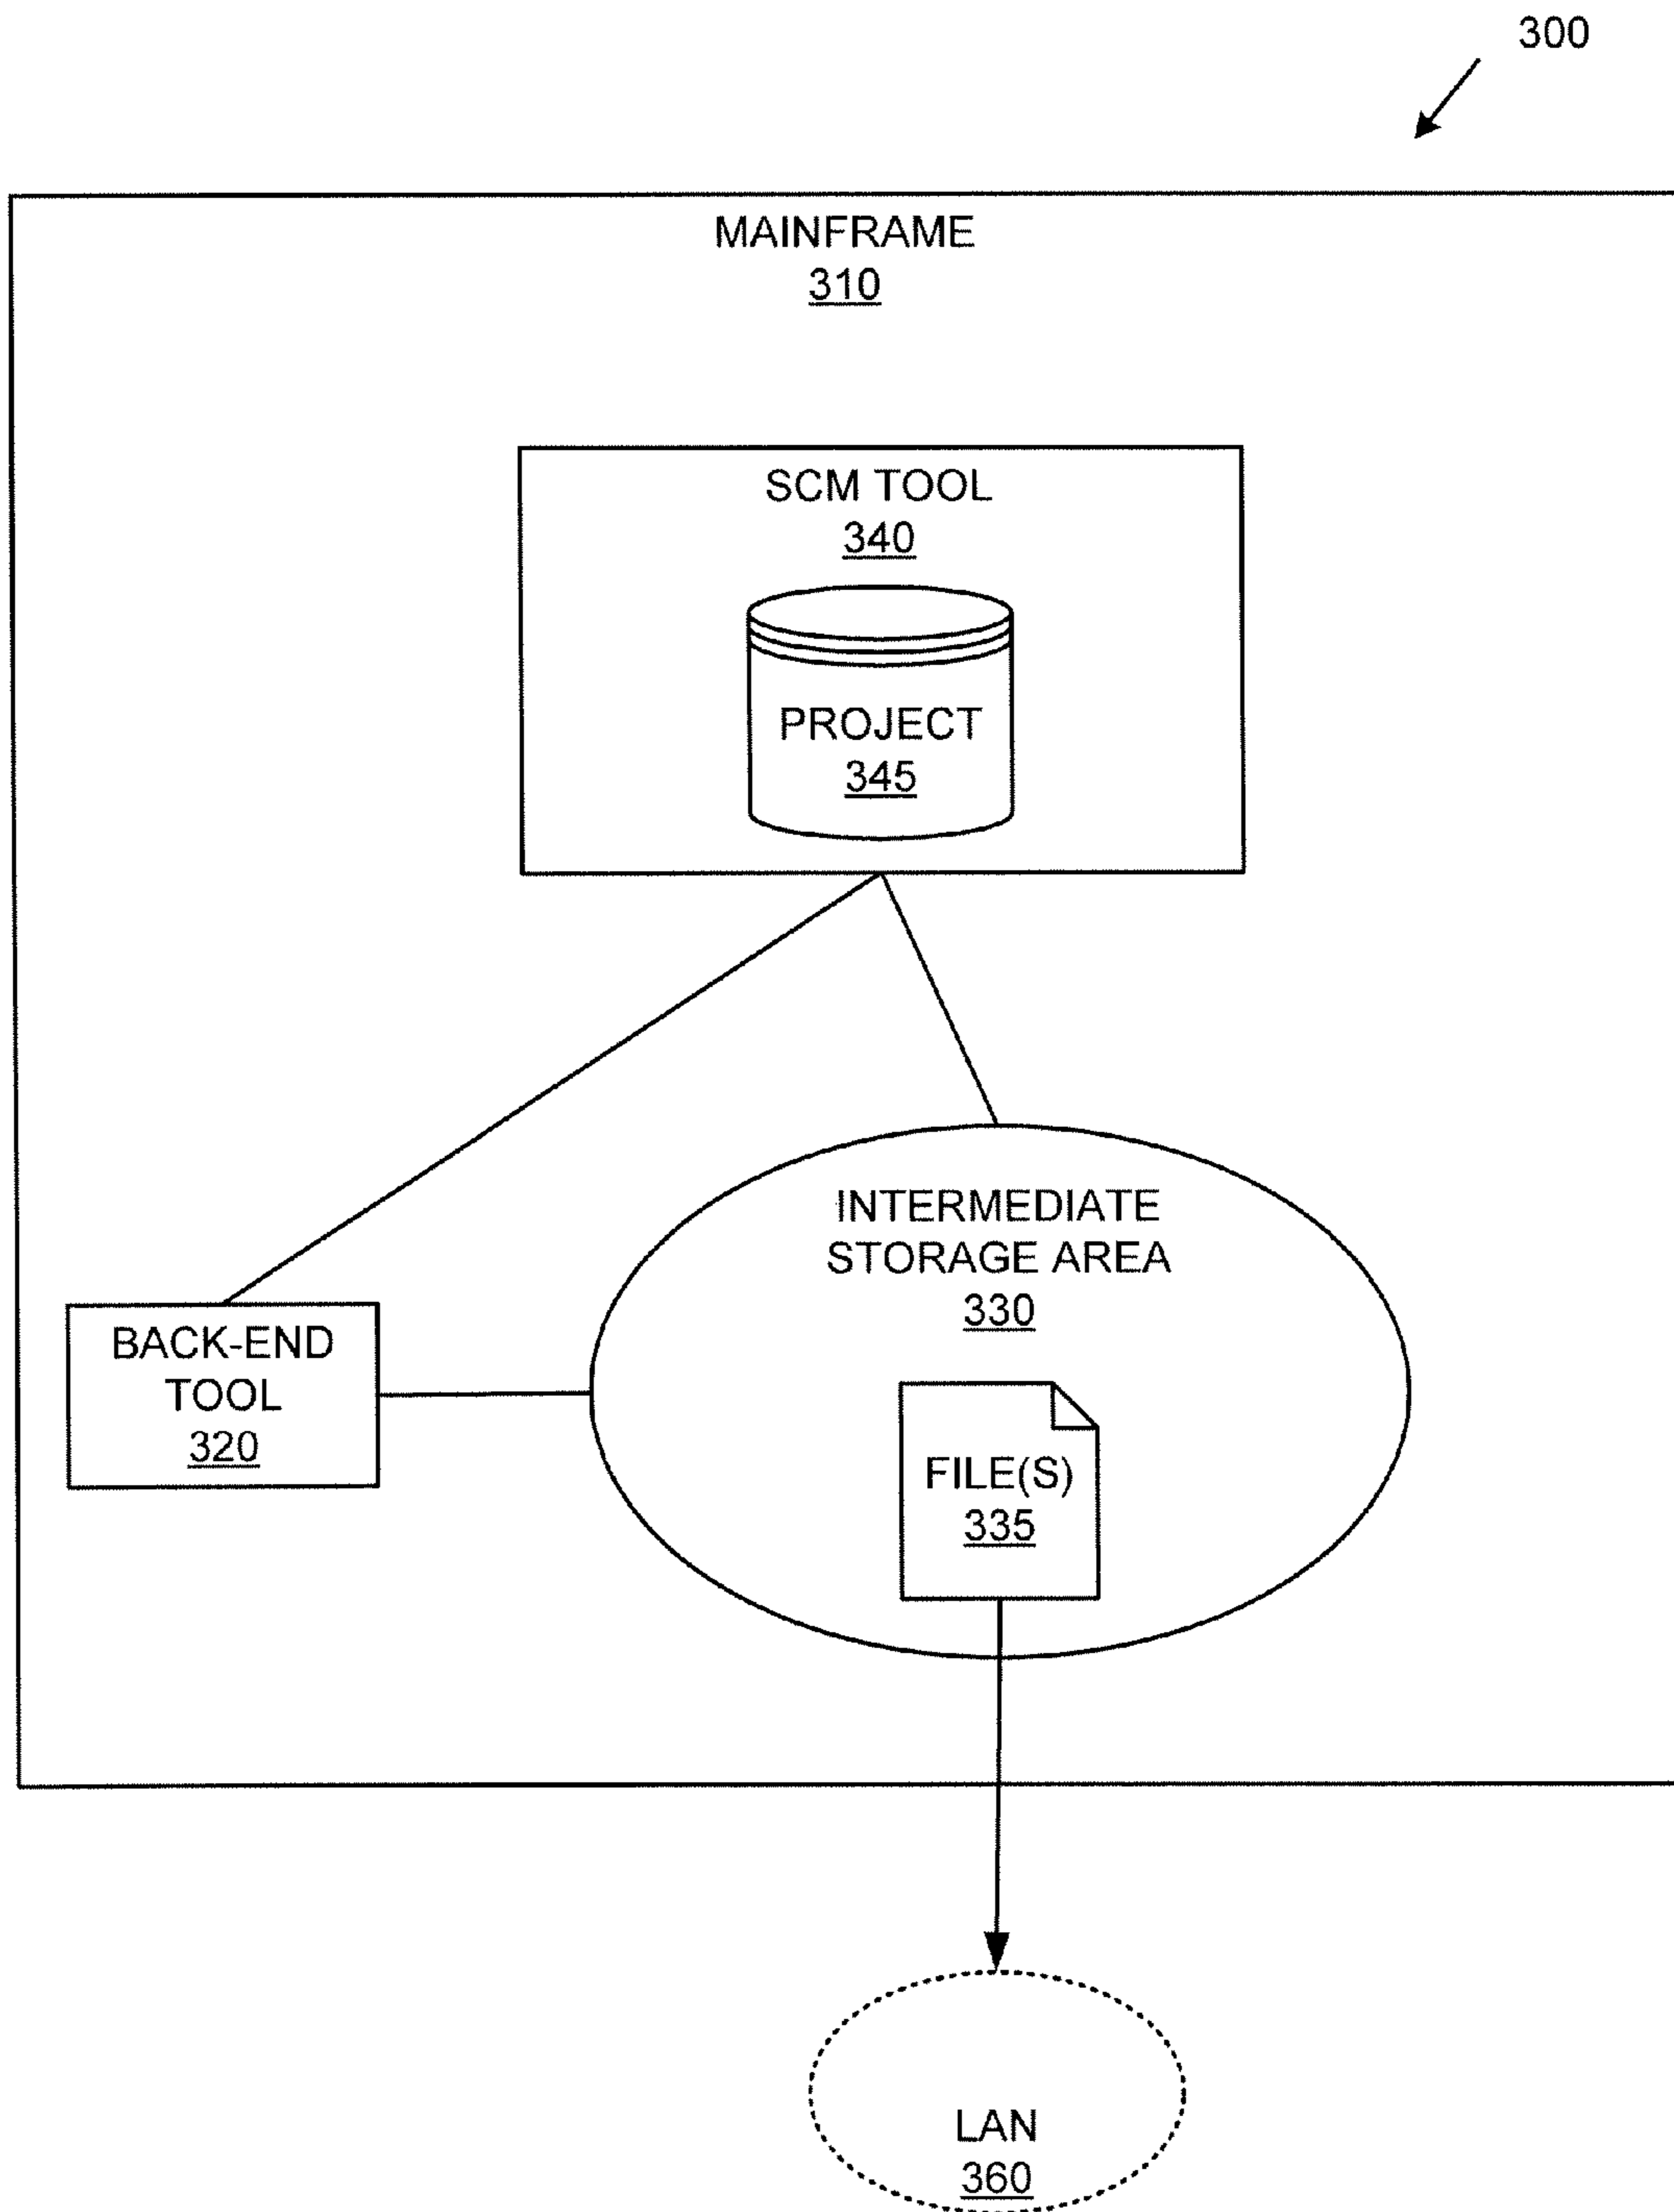 300
MAINFRAME
310
SCM TOOL
340
PROJECT
345
INTERMEDIATE
STORAGE AREA
330
BACK-END
TOOL
320
FILE(S)
335
LAN
360